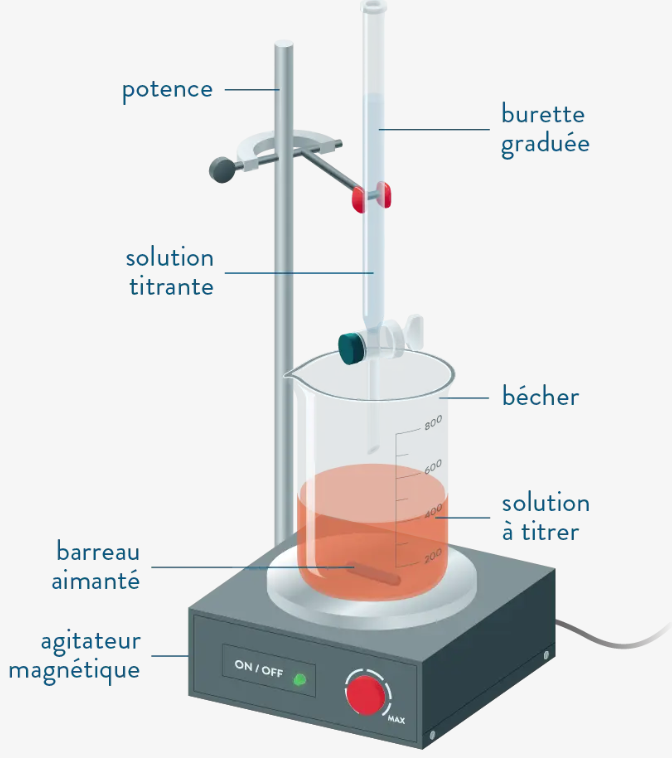 potence
burette
graduée
solution
titrante
bécher
800
600
400
200
solution
à titrer
barreau
aimanté
agitateur
magnétique
ON / OFF
MAX